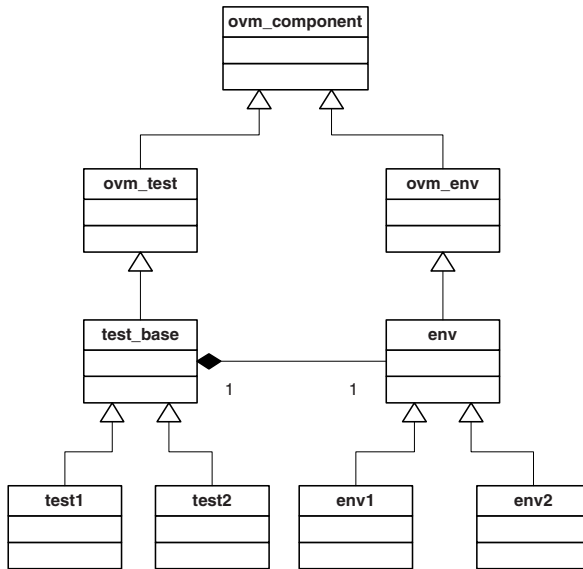 ovm_component
ovm_test
ovm_env
test_base
env
1
1
test1
test2
env1
env2